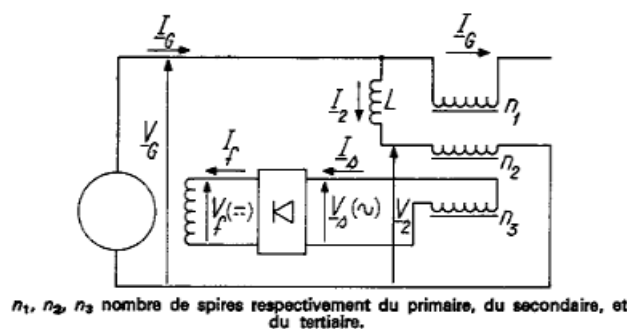 I_G I_G
I_2 L n_1
V_G I_f I_s n_2
V_f(=) V_s(~) V_2 n_3
n₁, n₂, n₃ nombre de spires respectivement du primaire, du secondaire, et
du tertiaire.